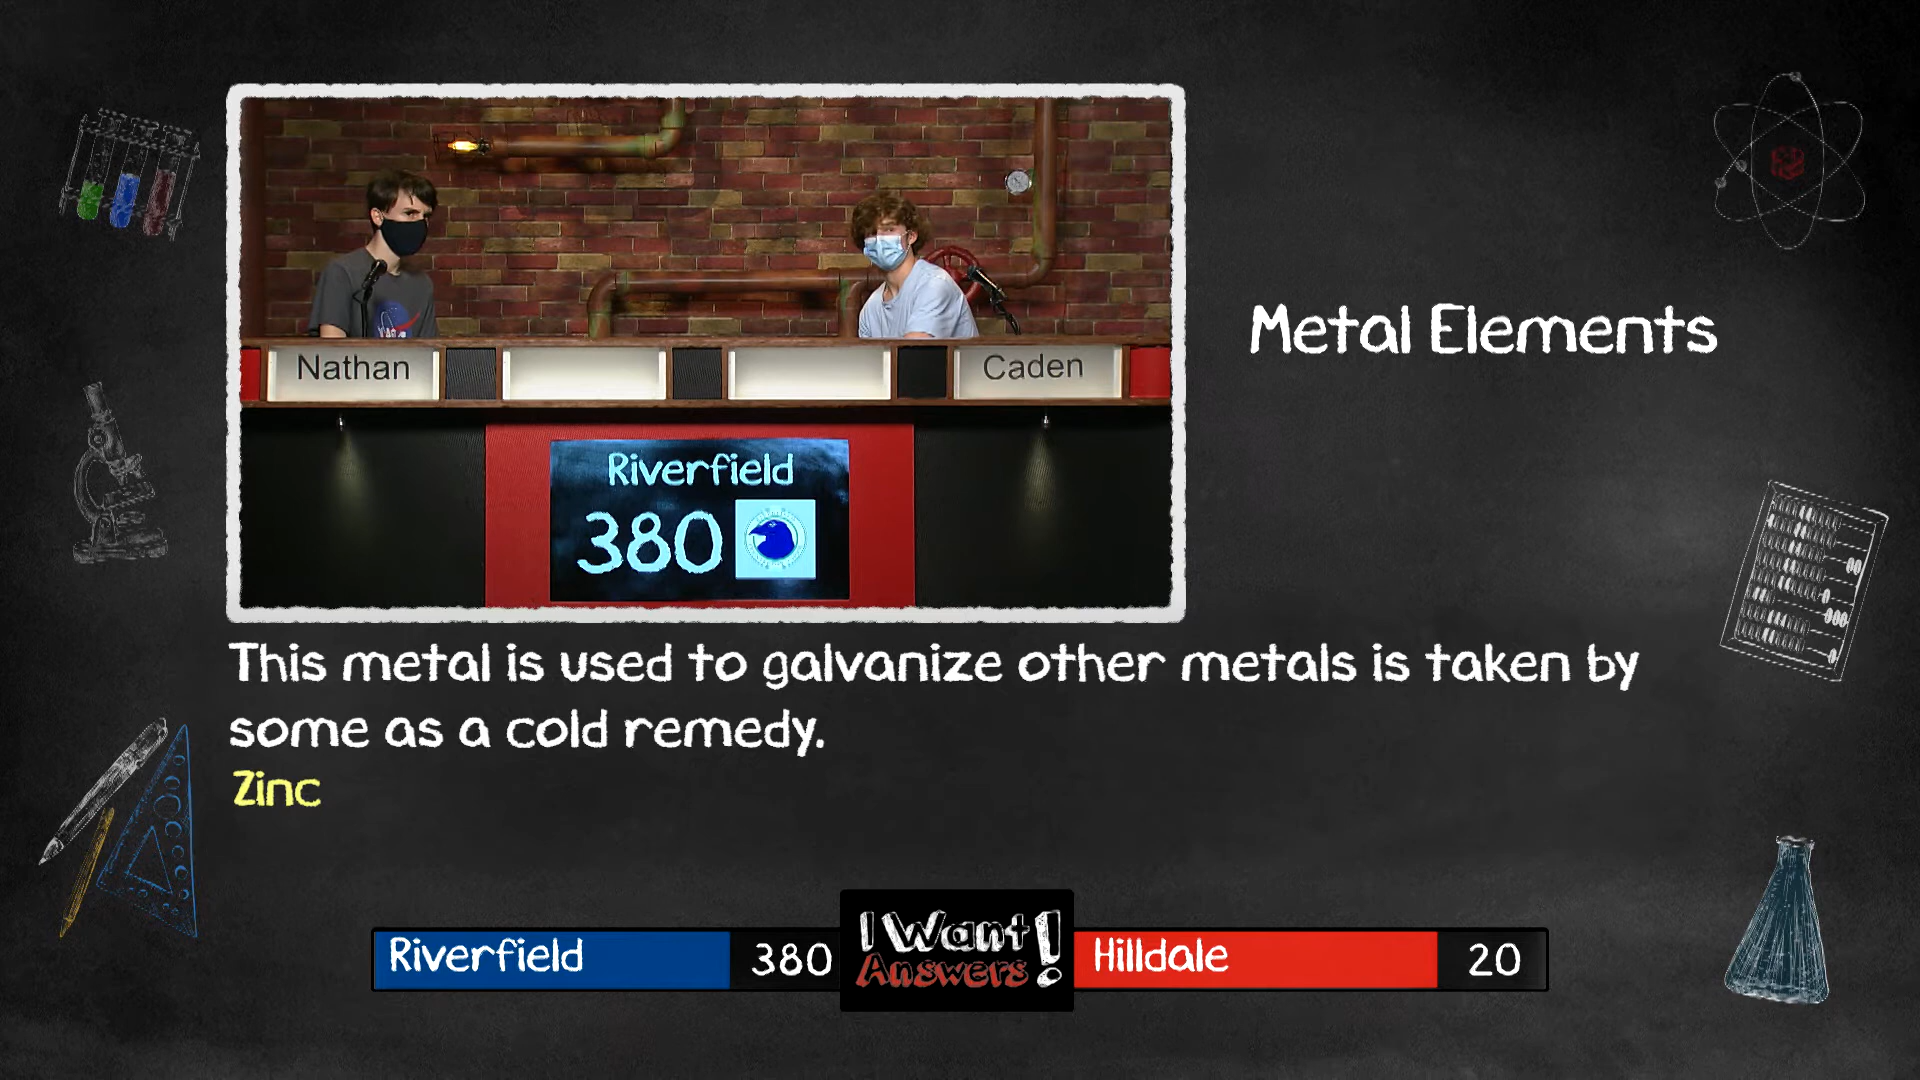 Metal Elements
Nathan
Caden
Riverfield
380
This metal is used to galvanize other metals is taken by
some as a cold remedy.
Zinc
Riverfield 380
I Want
Answers!
Hilldale 20